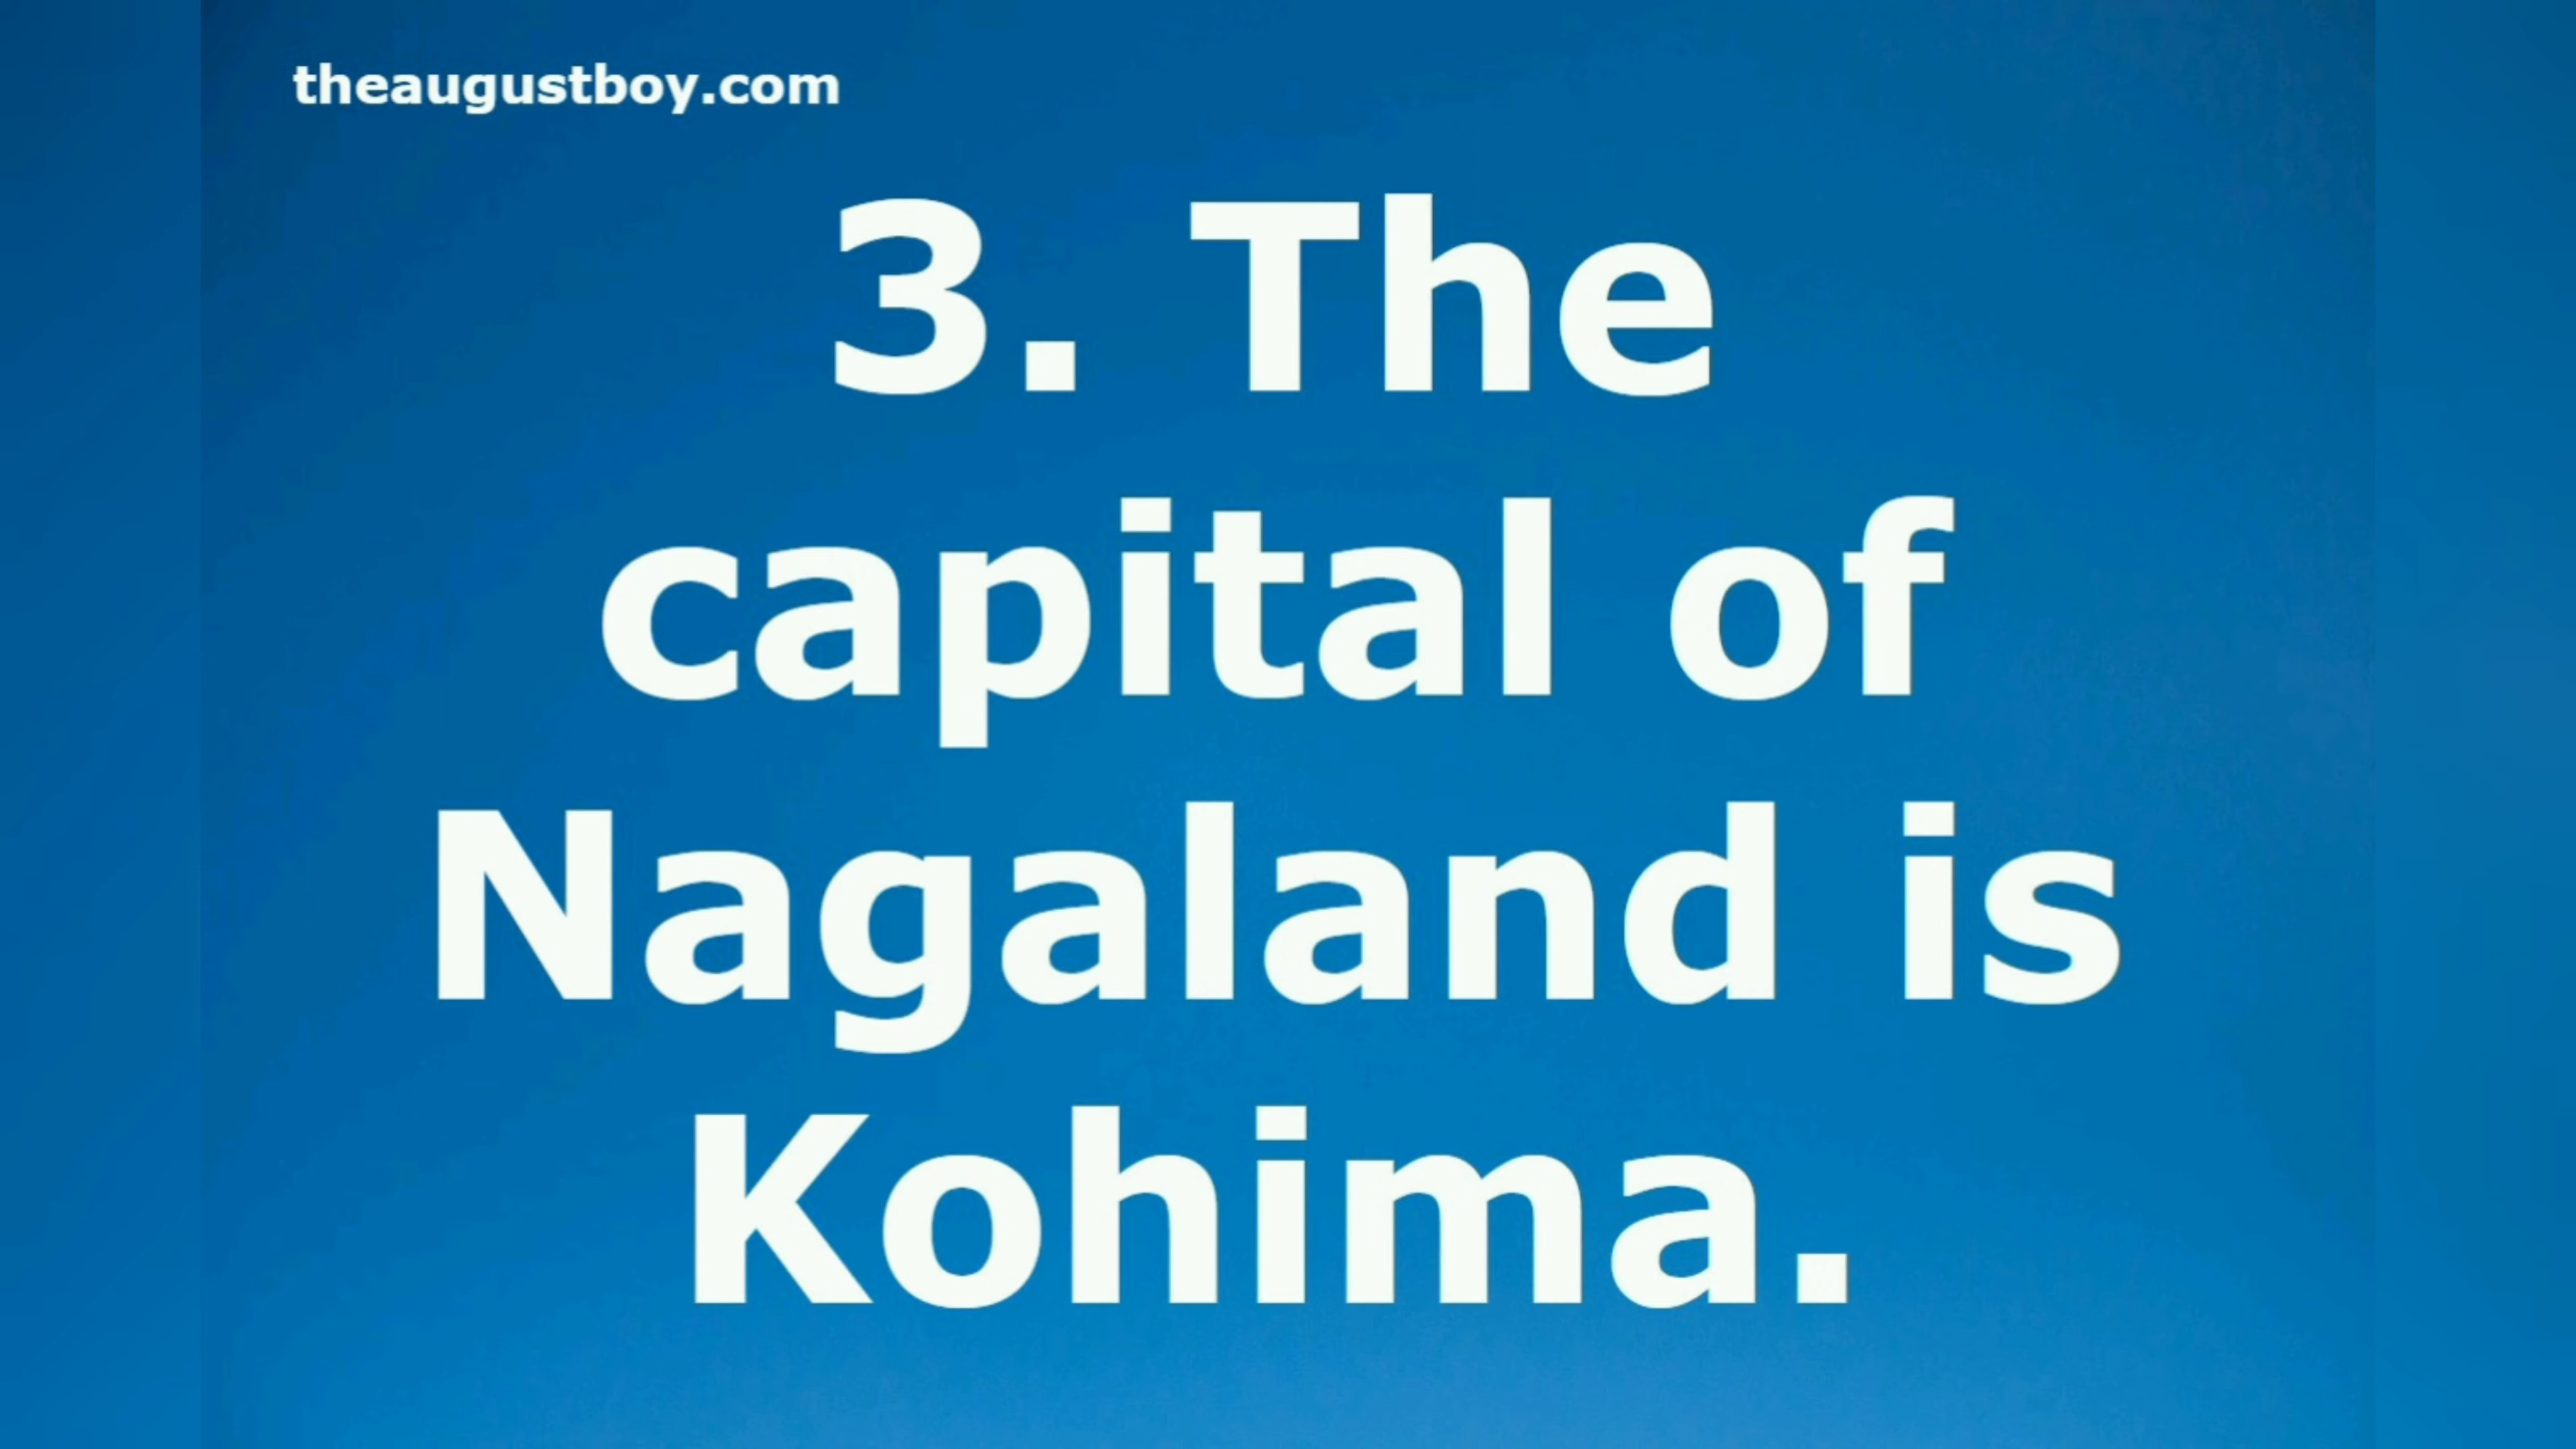 theaugustboy.com
3. The
capital of
Nagaland is
Kohima.